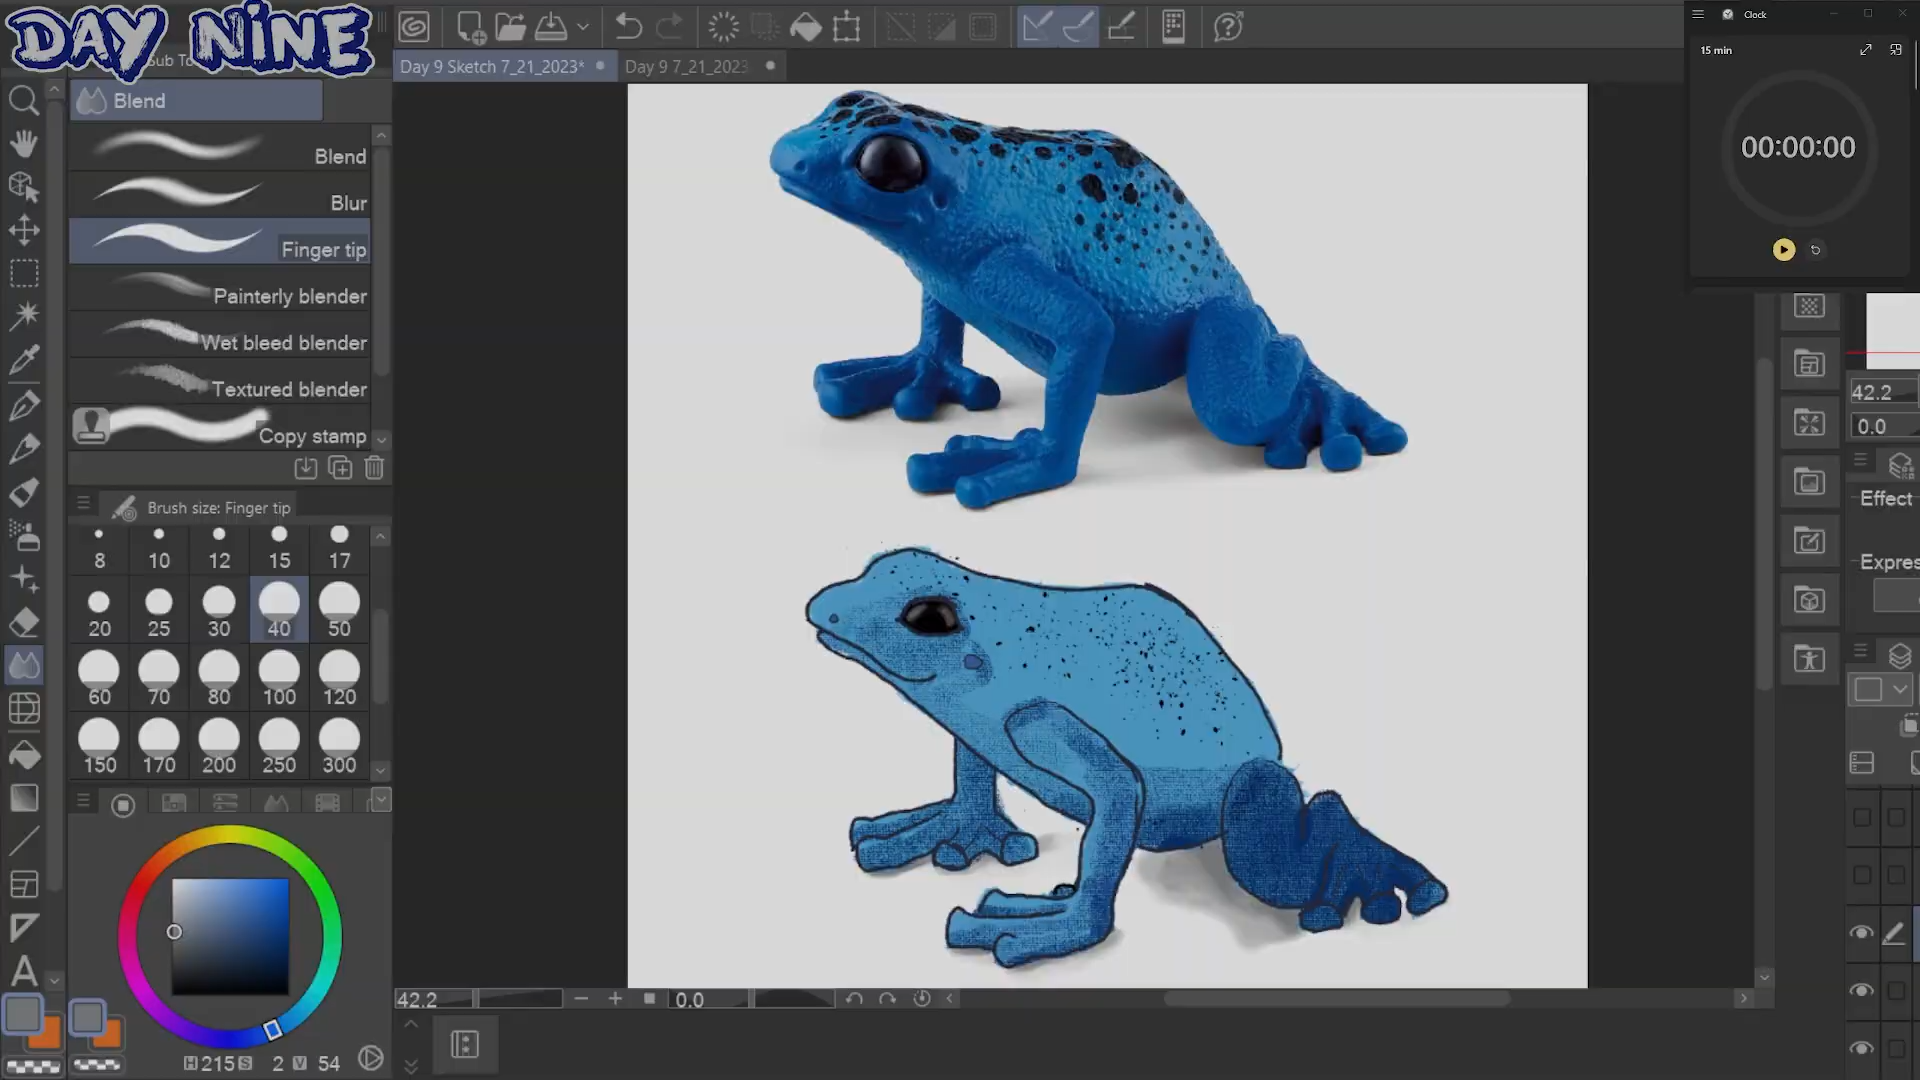 DAY NINE
Sub To
Clock
Day 9 Sketch 7_21_2023*
Day 9 7_21_2023
15 min
Blend
00:00:00
Blend
Blur
Finger tip
Painterly blender
Wet bleed blender
Textured blender
Copy stamp
42.2
0.0
Effect
Brush size: Finger tip
8 10 12 15 17
Expres
20 25 30 40 50
60 70 80 100 120
150 170 200 250 300
42.2
0.0
H 215 S 2 V 54
A